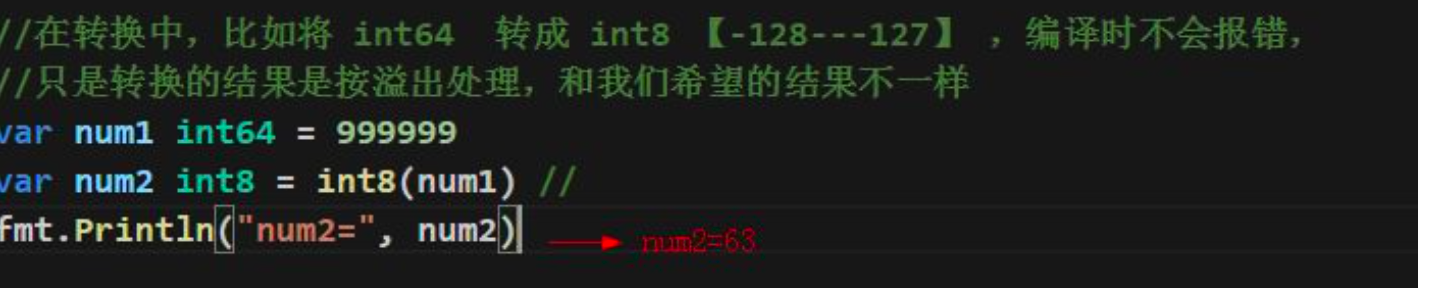 //在转换中，比如将 int64  转成 int8 【-128---127】 ，编译时不会报错，
//只是转换的结果是按溢出处理，和我们希望的结果不一样
var num1 int64 = 999999
var num2 int8 = int8(num1) //
fmt.Println("num2=", num2)
num2=63